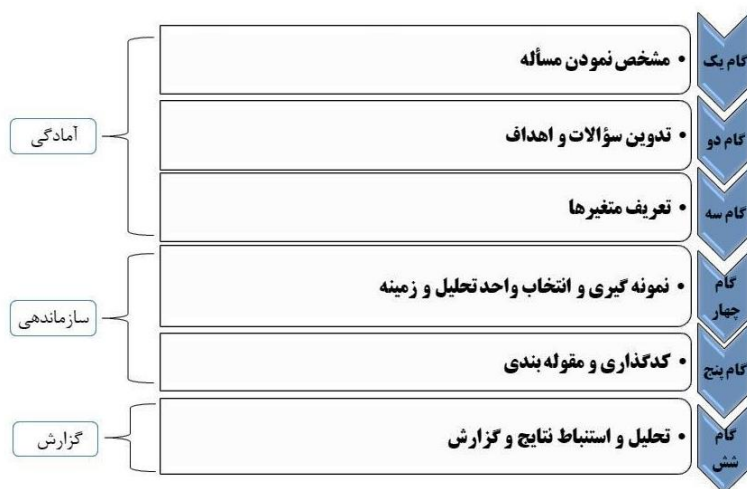 گام یک
• مشخص نمودن مسأله
گام دو
• تدوین سؤالات و اهداف
گام سه
• تعریف متغیرها
آمادگی
گام
چهار
• نمونه گیری و انتخاب واحد تحلیل و زمینه
گام پنج
• کدگذاری و مقوله بندی
سازماندهی
گام
شش
• تحلیل و استنباط نتایج و گزارش
گزارش